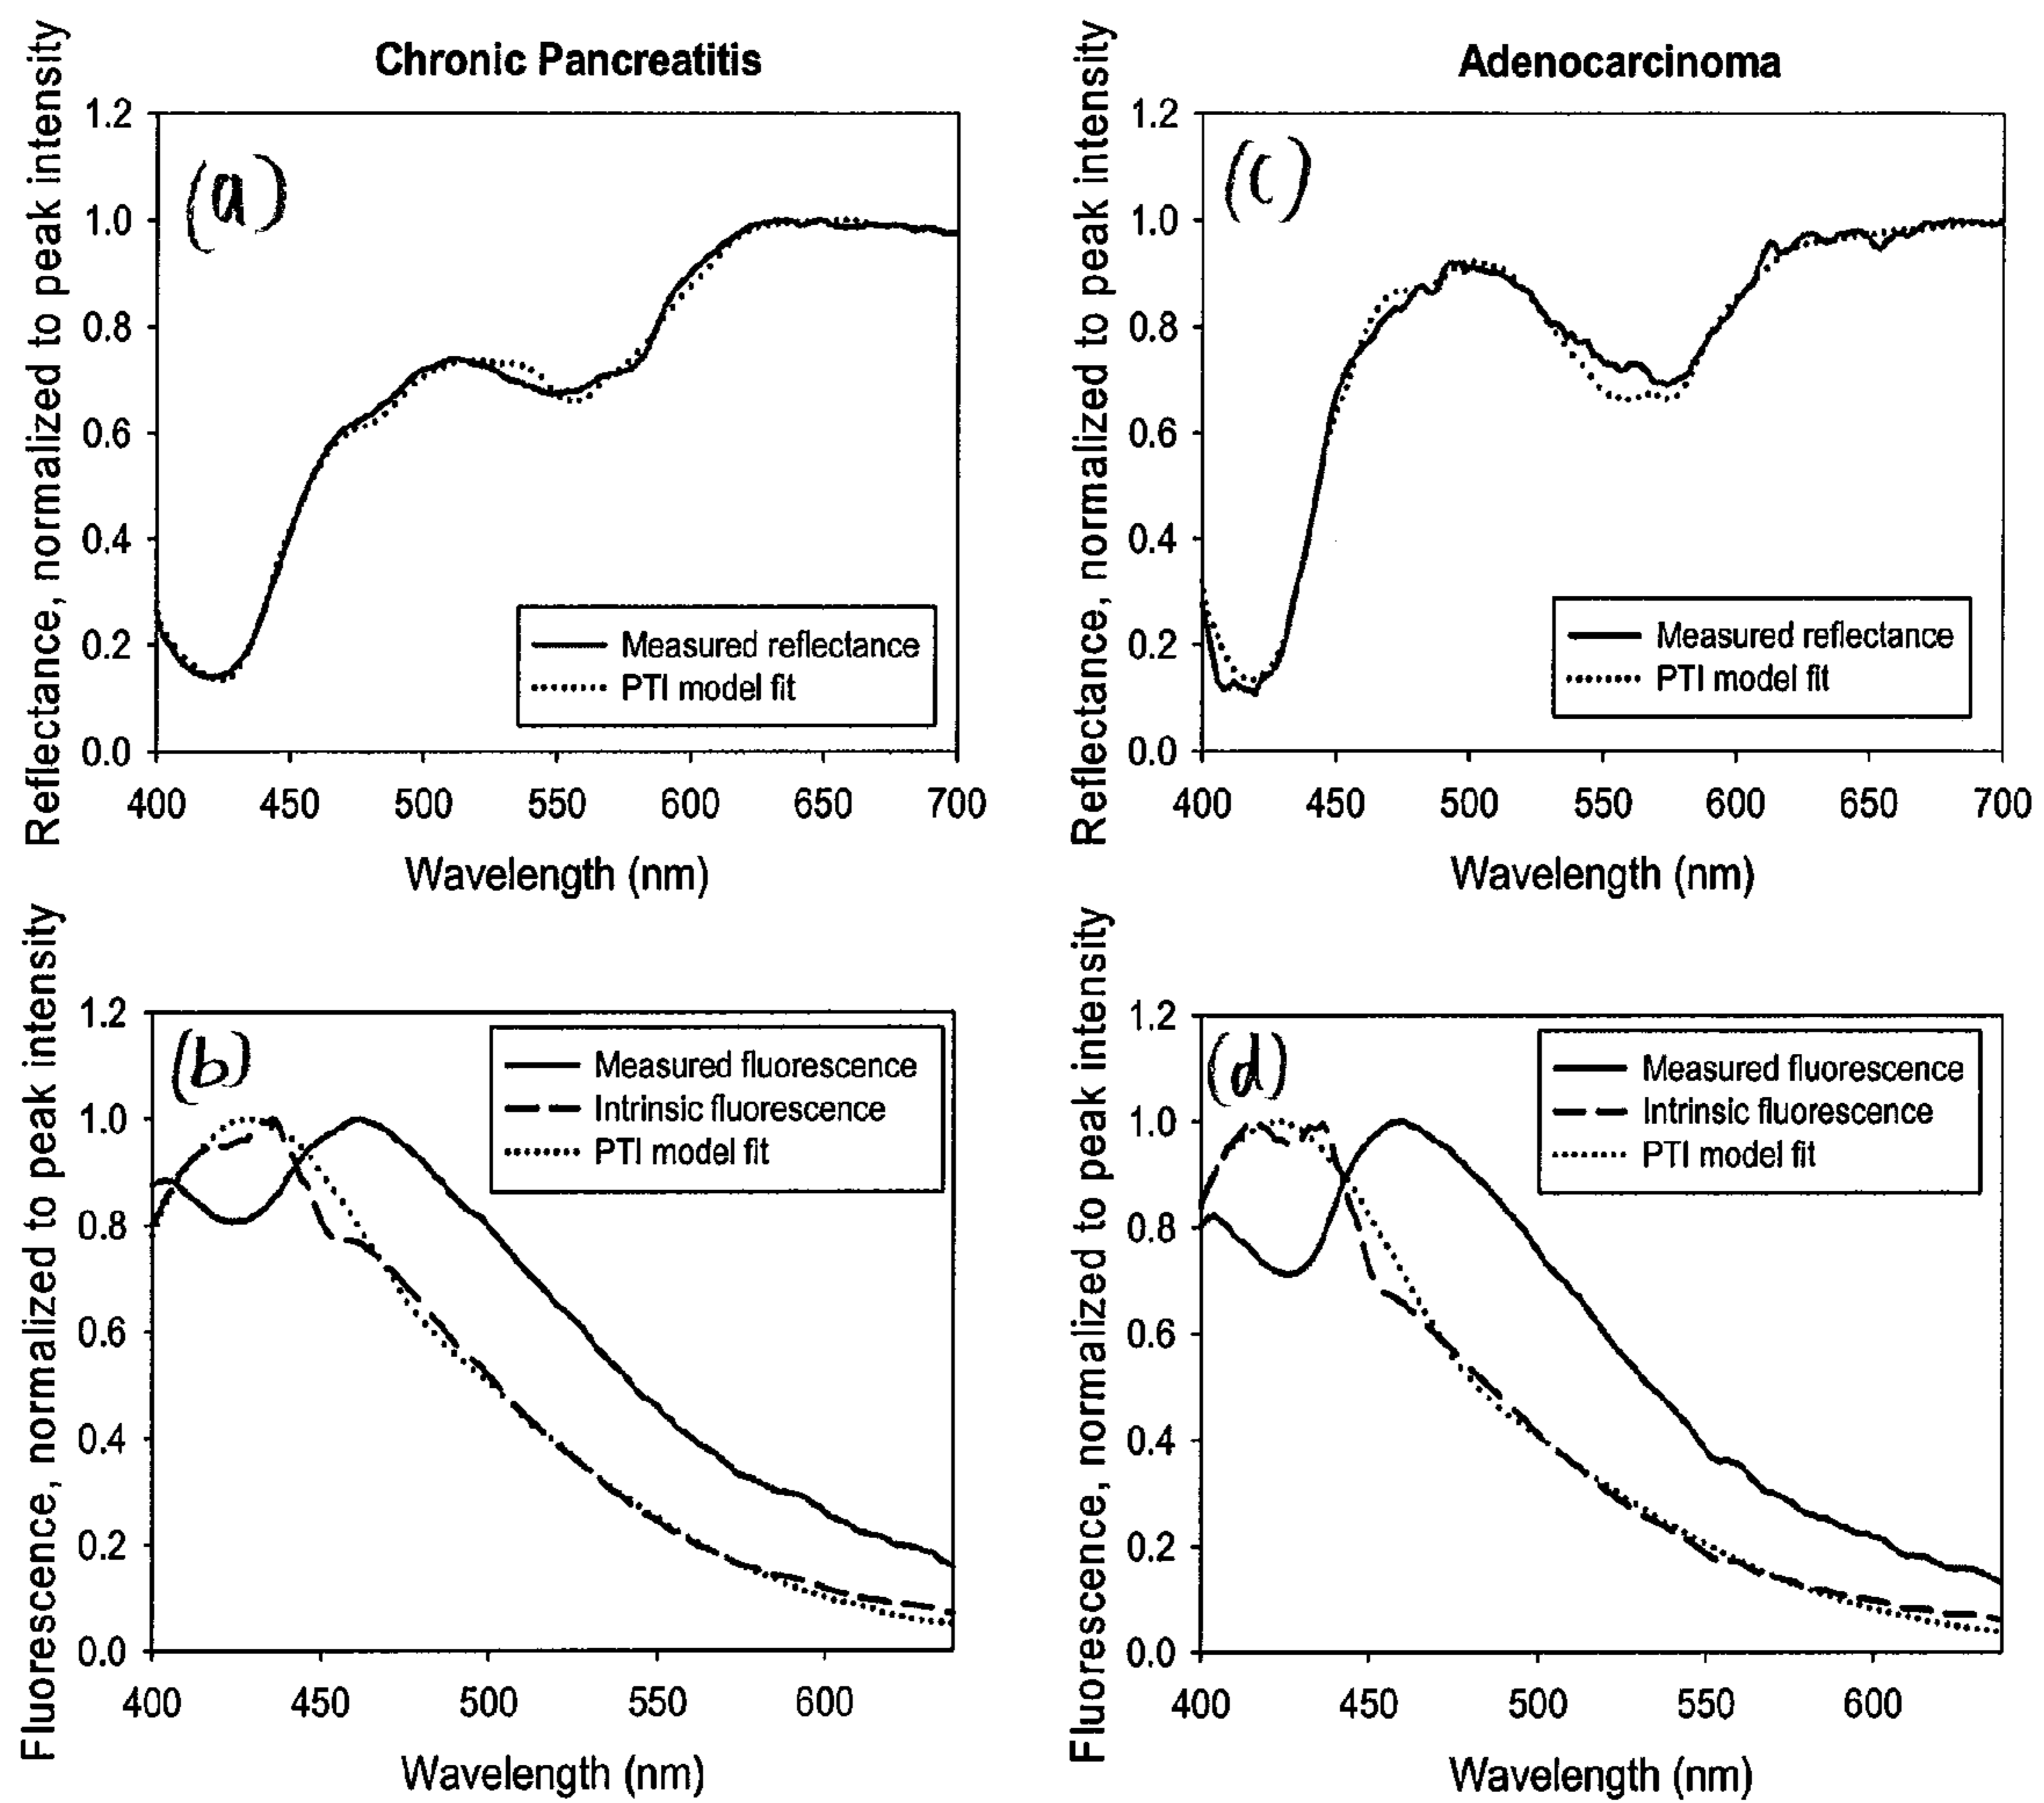 Chronic Pancreatitis
Reflectance, normalized to peak intensity
1.2
1.0
0.8
0.6
0.4
0.2
0.0
(a)
Measured reflectance
PTI model fit
400 450 500 550 600 650 700
Wavelength (nm)
Adenocarcinoma
Reflectance, normalized to peak intensity
1.2
1.0
0.8
0.6
0.4
0.2
0.0
(c)
Measured reflectance
PTI model fit
400 450 500 550 600 650 700
Wavelength (nm)
Fluorescence, normalized to peak intensity
1.2
1.0
0.8
0.6
0.4
0.2
0.0
(b)
Measured fluorescence
Intrinsic fluorescence
PTI model fit
400 450 500 550 600
Wavelength (nm)
Fluorescence, normalized to peak intensity
1.2
1.0
0.8
0.6
0.4
0.2
0.0
(d)
Measured fluorescence
Intrinsic fluorescence
PTI model fit
400 450 500 550 600
Wavelength (nm)